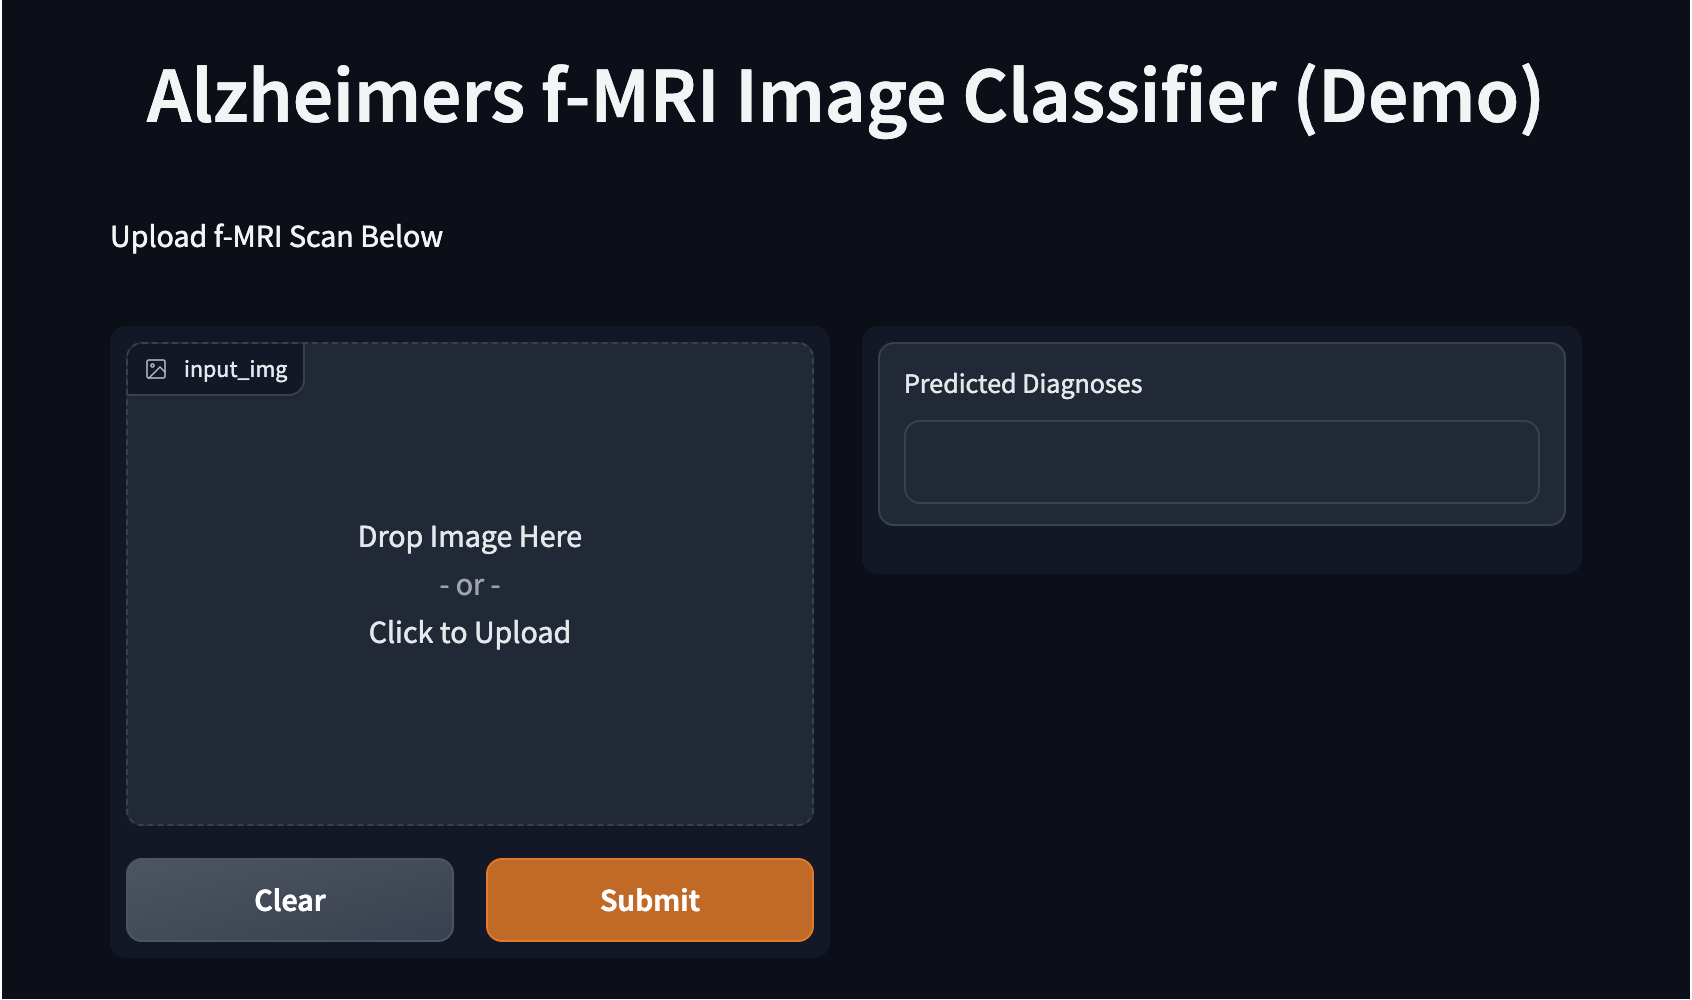 Alzheimers f-MRI Image Classifier (Demo)
Upload f-MRI Scan Below
input_img
Drop Image Here
- or -
Click to Upload
Clear
Submit
Predicted Diagnoses